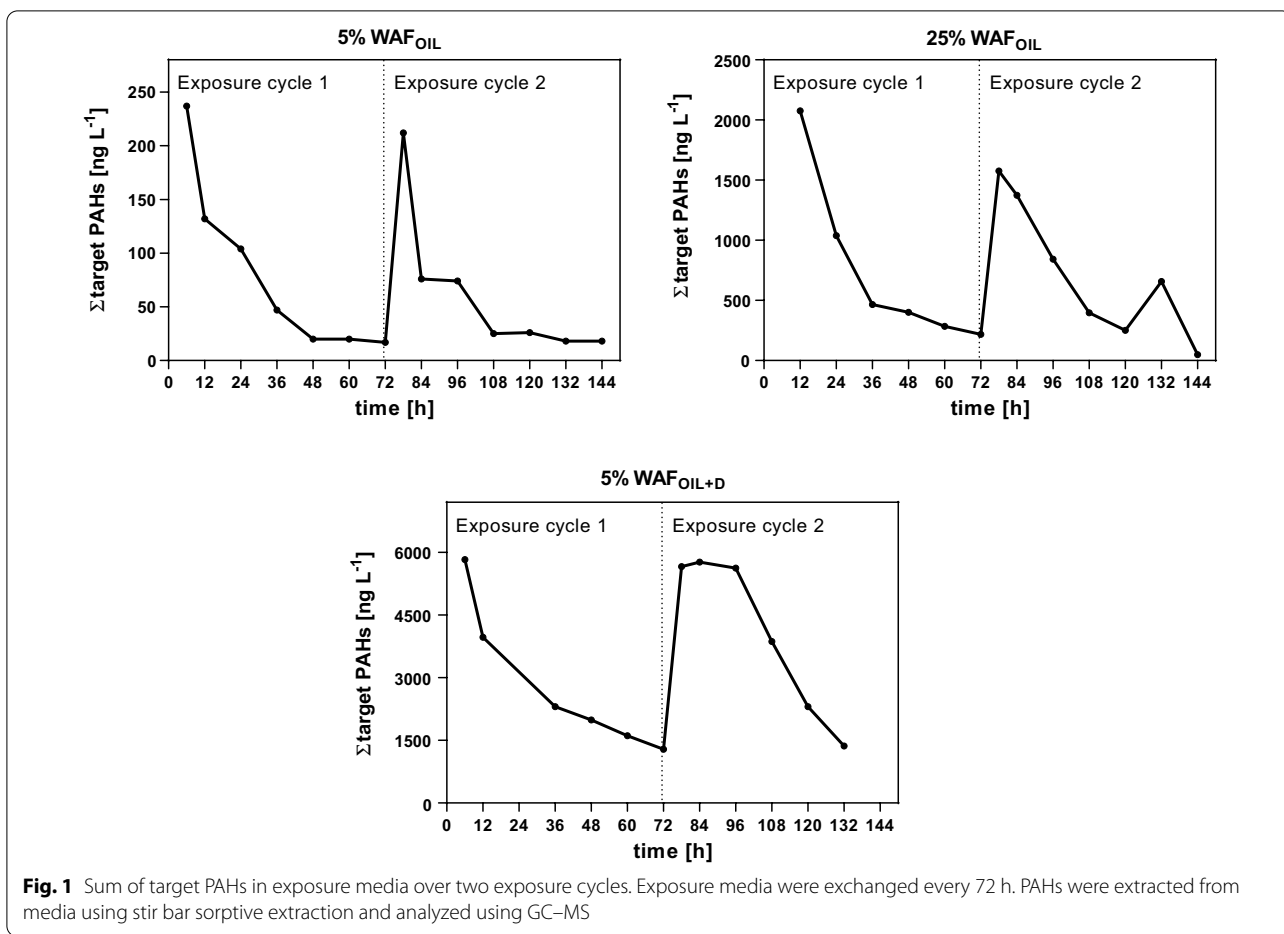 5% WAF_OIL
Exposure cycle 1 Exposure cycle 2
Σtarget PAHs [ng L⁻¹]
250
200
150
100
50
0
0 12 24 36 48 60 72 84 96 108 120 132 144
time [h]
25% WAF_OIL
Exposure cycle 1 Exposure cycle 2
Σtarget PAHs [ng L⁻¹]
2500
2000
1500
1000
500
0
0 12 24 36 48 60 72 84 96 108 120 132 144
time [h]
5% WAF_OIL+D
Exposure cycle 1 Exposure cycle 2
Σtarget PAHs [ng L⁻¹]
6000
4500
3000
1500
0
0 12 24 36 48 60 72 84 96 108 120 132 144
time [h]
Fig. 1 Sum of target PAHs in exposure media over two exposure cycles. Exposure media were exchanged every 72 h. PAHs were extracted from
media using stir bar sorptive extraction and analyzed using GC–MS